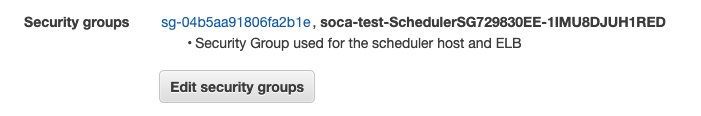 Security groups sg-04b5aa91806fa2b1e, soca-test-SchedulerSG729830EE-1IMU8DJUH1RED
• Security Group used for the scheduler host and ELB
Edit security groups